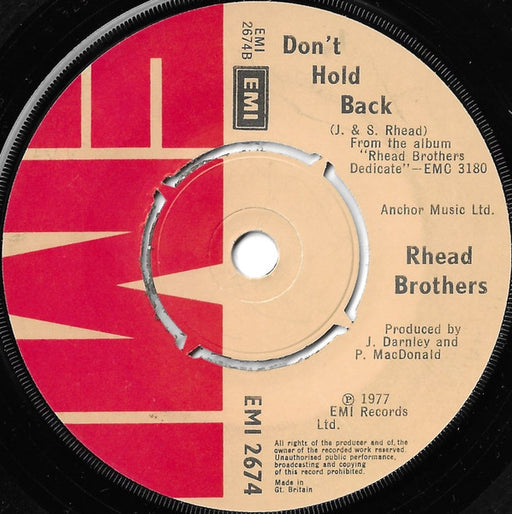 EMI
EMI
2674B
EMI
Don't
Hold
Back
(J. & S. Rhead)
From the album
"Rhead Brothers
Dedicate"—EMC 3180
Anchor Music Ltd.
Rhead
Brothers
Produced by
J. Darnley and
P. MacDonald
℗ 1977
EMI Records
Ltd.
EMI 2674
All rights of the producer and of, the
owner of the recorded work reserved.
Unauthorised public performance,
broadcasting and copying
of this record prohibited.
Made in
Gt. Britain